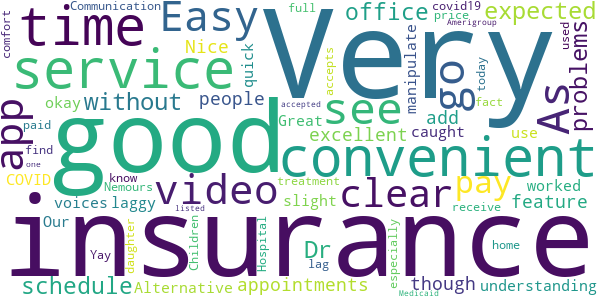 Communication
full
covid19
price
Amerigroup
office
expected
time
Easy
Very
comfort
Nice
quick
used
accepts
today
manipulate
service
go
As
problems
okay
without
people
see
add
fact
accepted
Great
excellent
caught
use
app
good
convenient
paid
find
one
COVID
know
Nemours
video
treatment
clear
pay
worked
feature
Our
voices
laggy
slight
receive
listed
insurance
Yay
daughter
Children
Hospital
Dr
lag
especially
though
home
understanding
schedule
Alternative
appointments
Medicaid